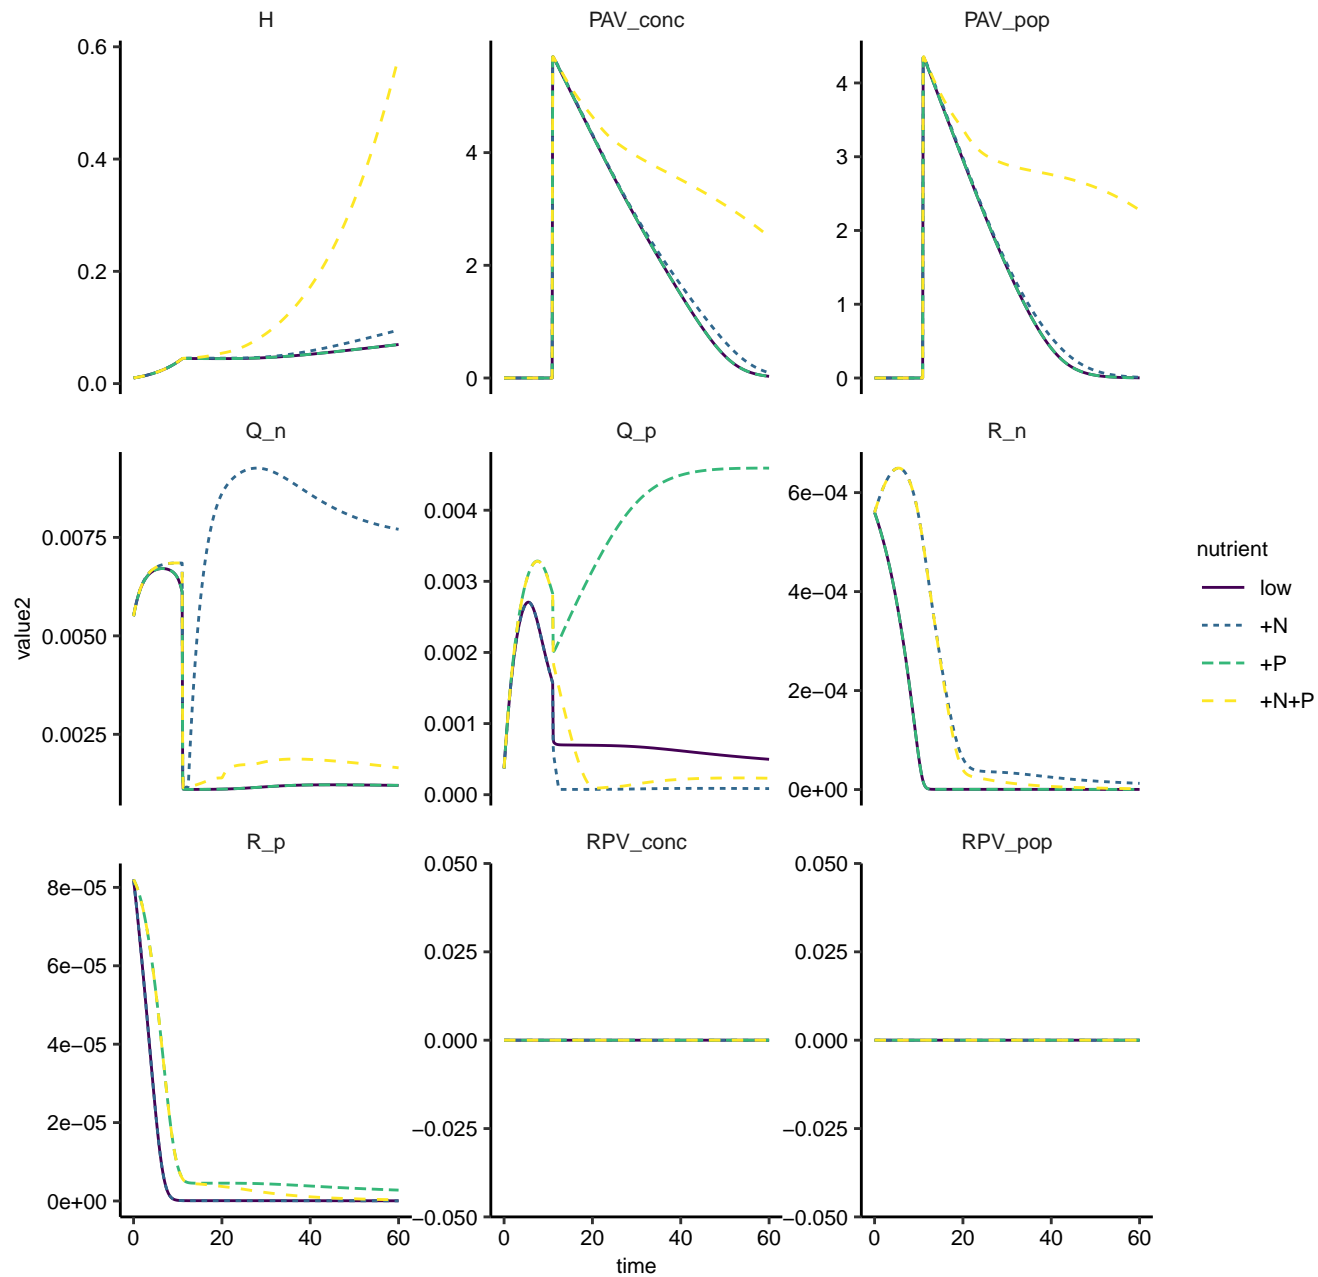 H
PAV_conc
PAV_pop
0.6
0.4
0.2
0.0
4
2
0
4
3
2
1
0
Q_n
Q_p
R_n
0.0075
0.0050
0.0025
0.004
0.003
0.002
0.001
0.000
6e−04
4e−04
2e−04
0e+00
R_p
RPV_conc
RPV_pop
8e−05
6e−05
4e−05
2e−05
0e+00
0.050
0.025
0.000
−0.025
−0.050
0.050
0.025
0.000
−0.025
−0.050
0 20 40 60
0 20 40 60
0 20 40 60
time
value2
nutrient
low
+N
+P
+N+P